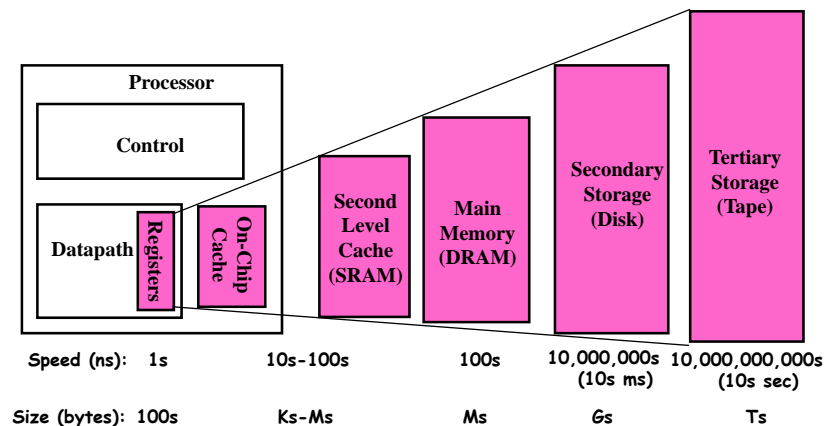 Processor
Control
Datapath
Registers
On-Chip
Cache
Second
Level
Cache
(SRAM)
Main
Memory
(DRAM)
Secondary
Storage
(Disk)
Tertiary
Storage
(Tape)
Speed (ns): 1s 10s-100s 100s 10,000,000s 10,000,000,000s
(10s ms) (10s sec)
Size (bytes): 100s Ks-Ms Ms Gs Ts